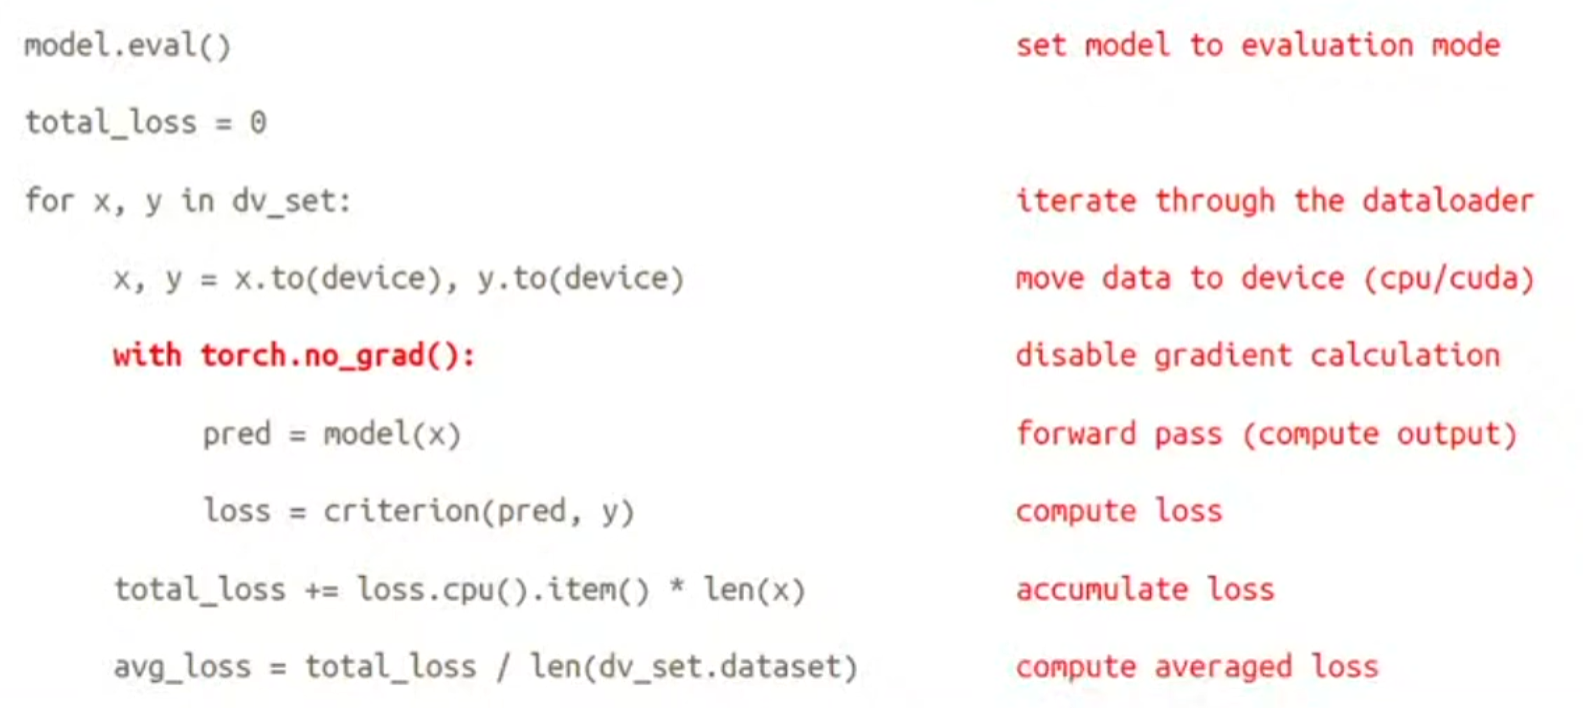 model.eval() set model to evaluation mode
total_loss = 0
for x, y in dv_set: iterate through the dataloader
x, y = x.to(device), y.to(device) move data to device (cpu/cuda)
with torch.no_grad(): disable gradient calculation
pred = model(x) forward pass (compute output)
loss = criterion(pred, y) compute loss
total_loss += loss.cpu().item() * len(x) accumulate loss
avg_loss = total_loss / len(dv_set.dataset) compute averaged loss